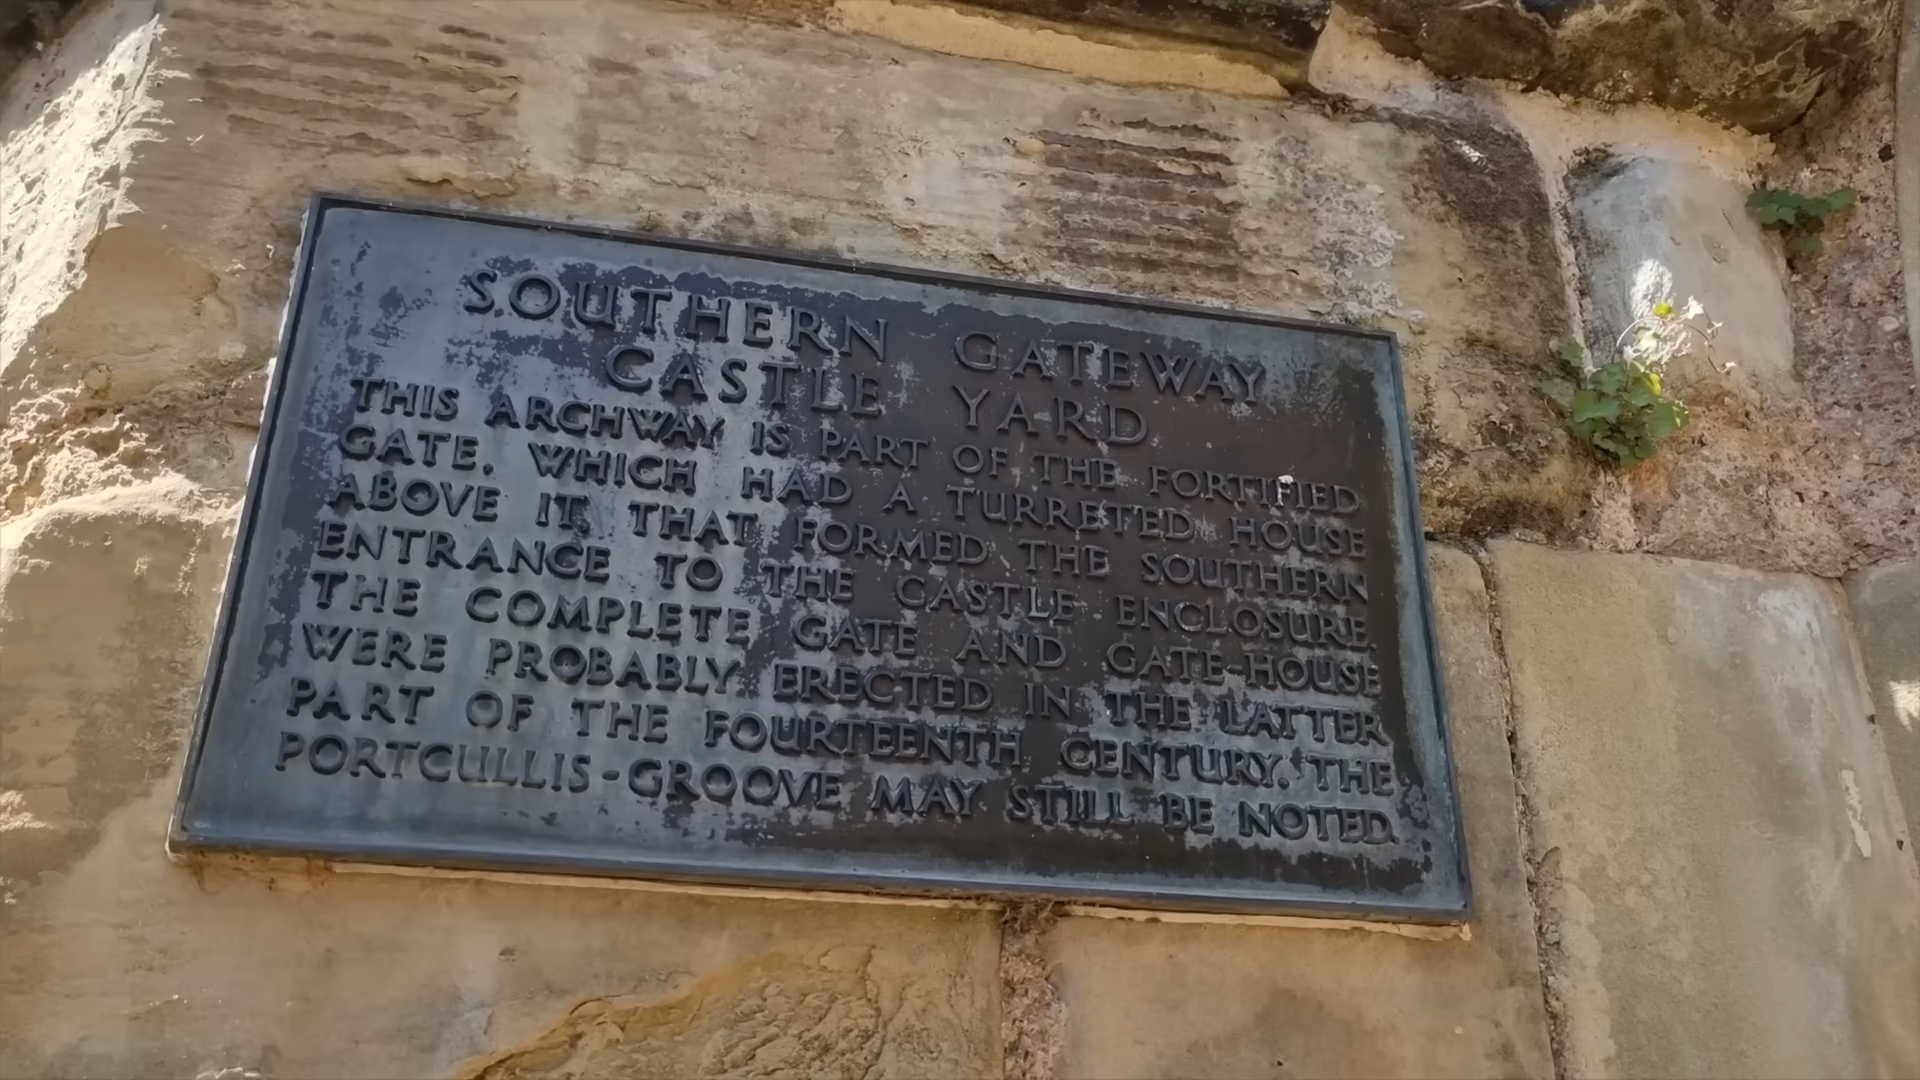 SOUTHERN GATEWAY
CASTLE YARD
THIS ARCHWAY IS PART OF THE FORTIFIED
GATE, WHICH HAD A TURRETED HOUSE
ABOVE IT THAT FORMED THE SOUTHERN
ENTRANCE TO THE CASTLE ENCLOSURE.
THE COMPLETE GATE AND GATE-HOUSE
WERE PROBABLY ERECTED IN THE LATTER
PART OF THE FOURTEENTH CENTURY. THE
PORTCULLIS-GROOVE MAY STILL BE NOTED.